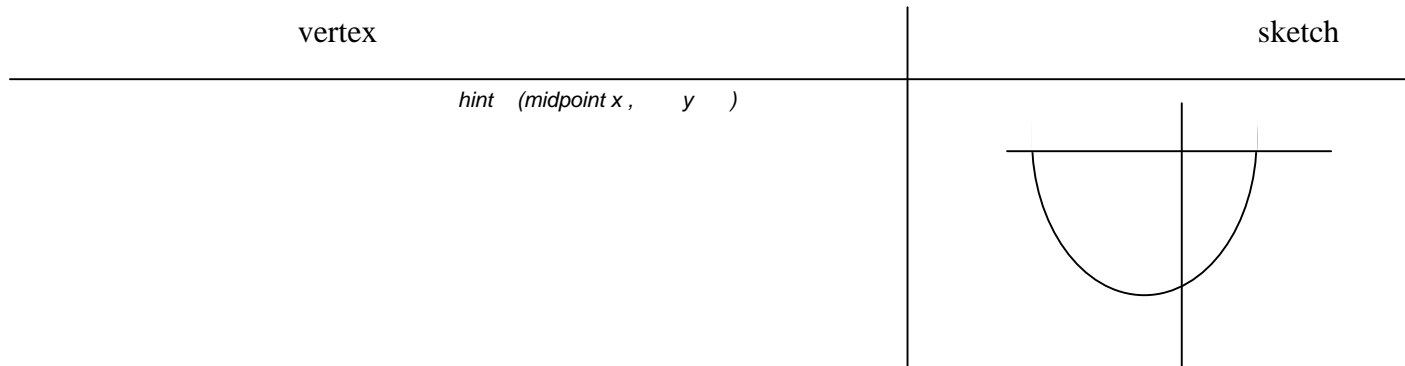 vertex sketch
hint (midpoint x , y )